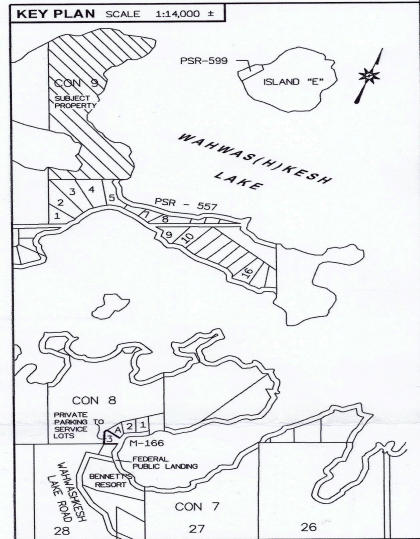 KEY PLAN SCALE 1:14,000 ±
PSR-599
ISLAND "E"
CON 9
SUBJECT
PROPERTY
WAHWAS(H)KESH
LAKE
1
2
3
4
5
PSR - 557
7
8
9
10
16
CON 8
PRIVATE
PARKING TO
SERVICE
LOTS
3
A
2
1
M-166
FEDERAL
PUBLIC LANDING
WAHWASHKESH
LAKE ROAD
BENNETT'S
RESORT
CON 7
28
27
26